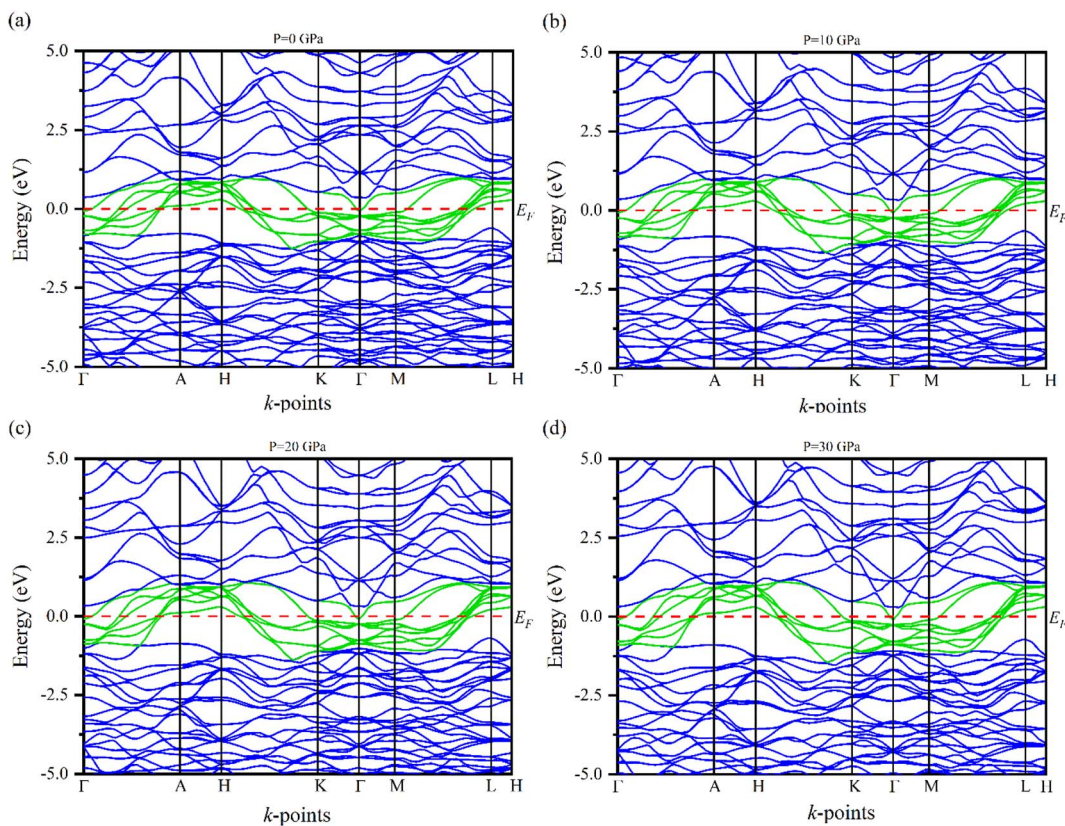 (a)
P=0 GPa
5.0
2.5
0.0
-2.5
-5.0
Energy (eV)
E_F
Γ A H K Γ M L H
k-points
(b)
P=10 GPa
5.0
2.5
0.0
-2.5
-5.0
Energy (eV)
E_F
Γ A H K Γ M L H
k-points
(c)
P=20 GPa
5.0
2.5
0.0
-2.5
-5.0
Energy (eV)
E_F
Γ A H K Γ M L H
k-points
(d)
P=30 GPa
5.0
2.5
0.0
-2.5
-5.0
Energy (eV)
E_F
Γ A H K Γ M L H
k-points